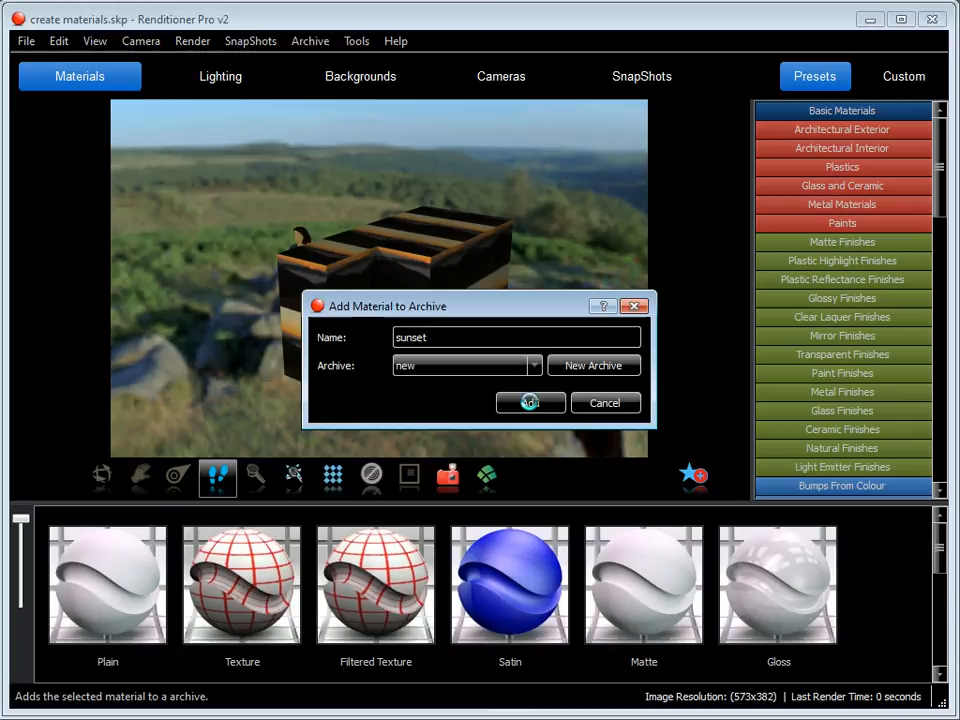 create materials.skp - Renditioner Pro v2
File Edit View Camera Render SnapShots Archive Tools Help
Materials Lighting Backgrounds Cameras SnapShots Presets Custom
Basic Materials
Architectural Exterior
Architectural Interior
Plastics
Glass and Ceramic
Metal Materials
Paints
Matte Finishes
Plastic Highlight Finishes
Plastic Reflectance Finishes
Glossy Finishes
Clear Laquer Finishes
Mirror Finishes
Transparent Finishes
Paint Finishes
Metal Finishes
Glass Finishes
Ceramic Finishes
Natural Finishes
Light Emitter Finishes
Bumps From Colour
Add Material to Archive ?
Name: sunset
Archive: new New Archive
Cancel
Plain Texture Filtered Texture Satin Matte Gloss
Adds the selected material to a archive. Image Resolution: (573x382) | Last Render Time: 0 seconds